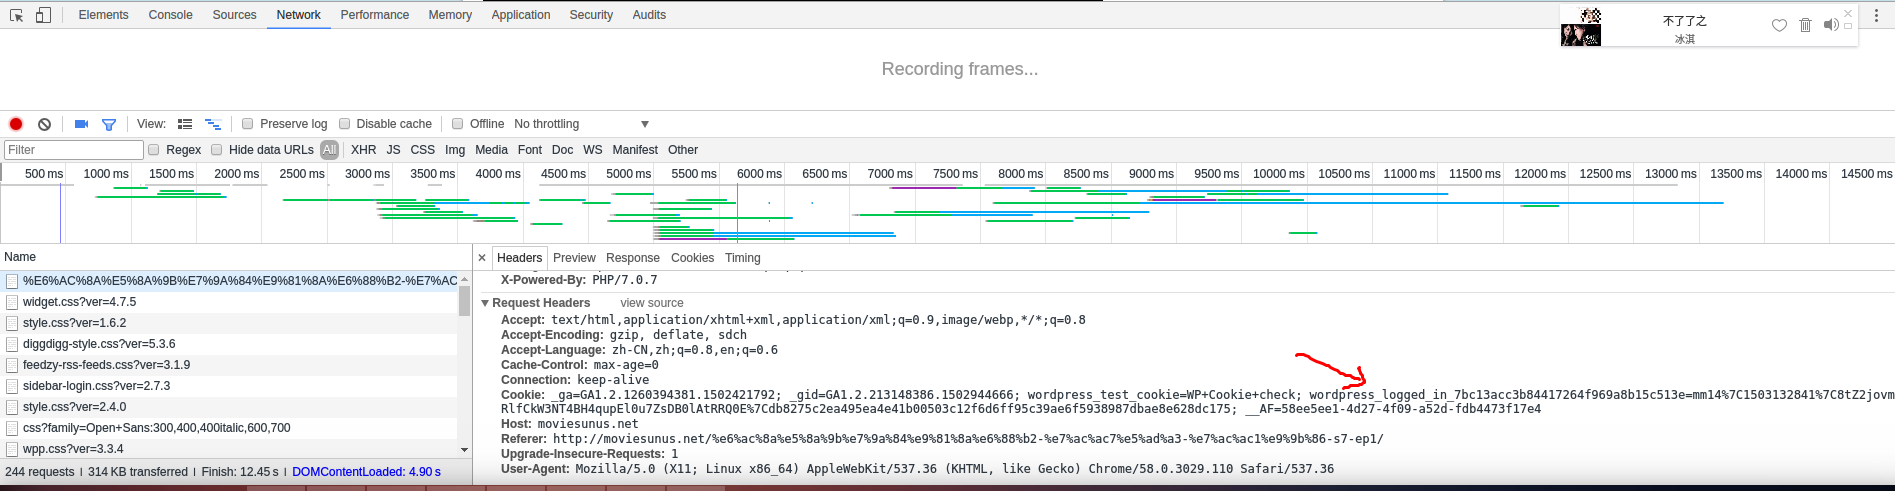 Elements Console Sources Network Performance Memory Application Security Audits
不了了之
冰淇
Recording frames...
View: Preserve log Disable cache Offline No throttling
Filter Regex Hide data URLs All XHR JS CSS Img Media Font Doc WS Manifest Other
500 ms 1000 ms 1500 ms 2000 ms 2500 ms 3000 ms 3500 ms 4000 ms 4500 ms 5000 ms 5500 ms 6000 ms 6500 ms 7000 ms 7500 ms 8000 ms 8500 ms 9000 ms 9500 ms 10000 ms 10500 ms 11000 ms 11500 ms 12000 ms 12500 ms 13000 ms 13500 ms 14000 ms 14500 ms
Name
%E6%AC%8A%E5%8A%9B%E7%9A%84%E9%81%8A%E6%88%B2-%E7%AC
widget.css?ver=4.7.5
style.css?ver=1.6.2
diggdigg-style.css?ver=5.3.6
feedzy-rss-feeds.css?ver=3.1.9
sidebar-login.css?ver=2.7.3
style.css?ver=2.4.0
css?family=Open+Sans:300,400,400italic,600,700
wpp.css?ver=3.3.4
244 requests | 314 KB transferred | Finish: 12.45 s | DOMContentLoaded: 4.90 s
× Headers Preview Response Cookies Timing
X-Powered-By: PHP/7.0.7
Request Headers view source
Accept: text/html,application/xhtml+xml,application/xml;q=0.9,image/webp,*/*;q=0.8
Accept-Encoding: gzip, deflate, sdch
Accept-Language: zh-CN,zh;q=0.8,en;q=0.6
Cache-Control: max-age=0
Connection: keep-alive
Cookie: _ga=GA1.2.1260394381.1502421792; _gid=GA1.2.213148386.1502944666; wordpress_test_cookie=WP+Cookie+check; wordpress_logged_in_7bc13acc3b84417264f969a8b15c513e=mm14%7C1503132841%7C8tZ2jovm
RlfCkW3NT4BH4qupEl0u7ZsDB0lAtRRQ0E%7Cdb8275c2ea495ea4e41b00503c12f6d6ff95c39ae6f5938987dbae8e628dc175; __AF=58ee5ee1-4d27-4f09-a52d-fdb4473f17e4
Host: moviesunus.net
Referer: http://moviesunus.net/%e6%ac%8a%e5%8a%9b%e7%9a%84%e9%81%8a%e6%88%b2-%e7%ac%ac7%e5%ad%a3-%e7%ac%ac1%e9%9b%86-s7-ep1/
Upgrade-Insecure-Requests: 1
User-Agent: Mozilla/5.0 (X11; Linux x86_64) AppleWebKit/537.36 (KHTML, like Gecko) Chrome/58.0.3029.110 Safari/537.36